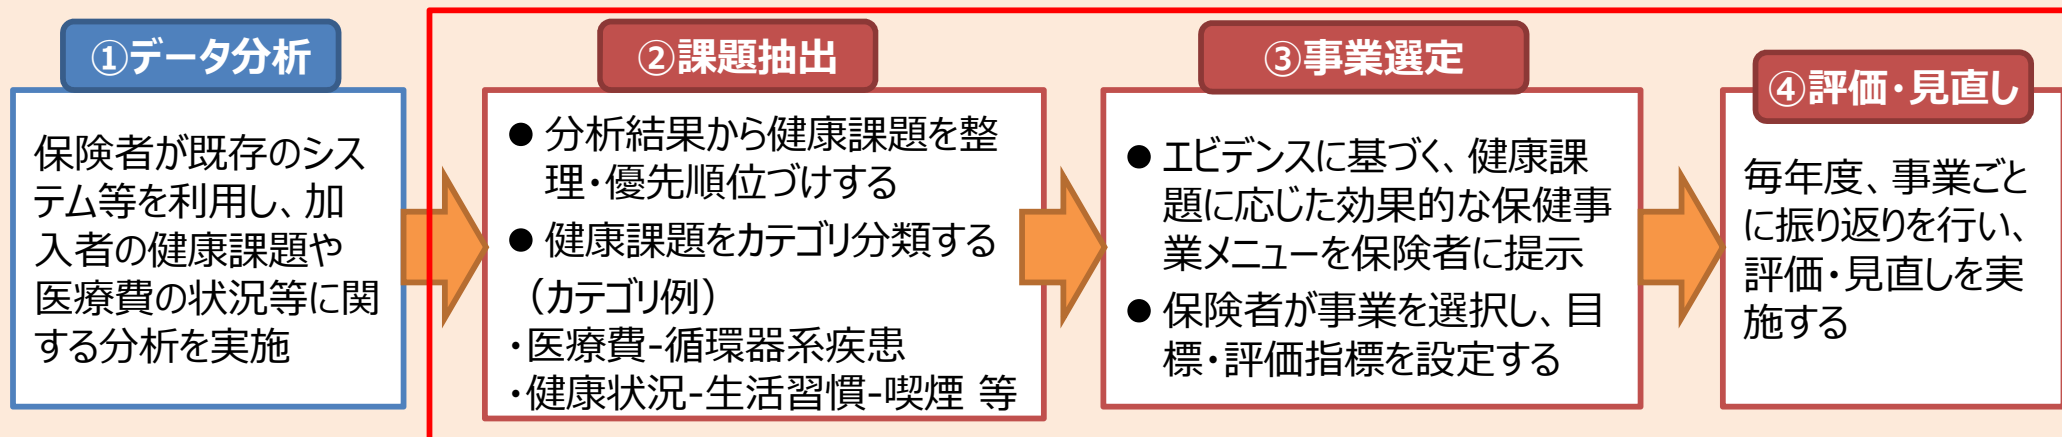 ①データ分析
保険者が既存のシス
テム等を利用し、加
入者の健康課題や
医療費の状況等に関
する分析を実施
②課題抽出
● 分析結果から健康課題を整
理・優先順位づけする
● 健康課題をカテゴリ分類する
（カテゴリ例）
・医療費-循環器系疾患
・健康状況-生活習慣-喫煙 等
③事業選定
● エビデンスに基づく、健康課
題に応じた効果的な保健事
業メニューを保険者に提示
● 保険者が事業を選択し、目
標・評価指標を設定する
④評価・見直し
毎年度、事業ごと
に振り返りを行い、
評価・見直しを実
施する